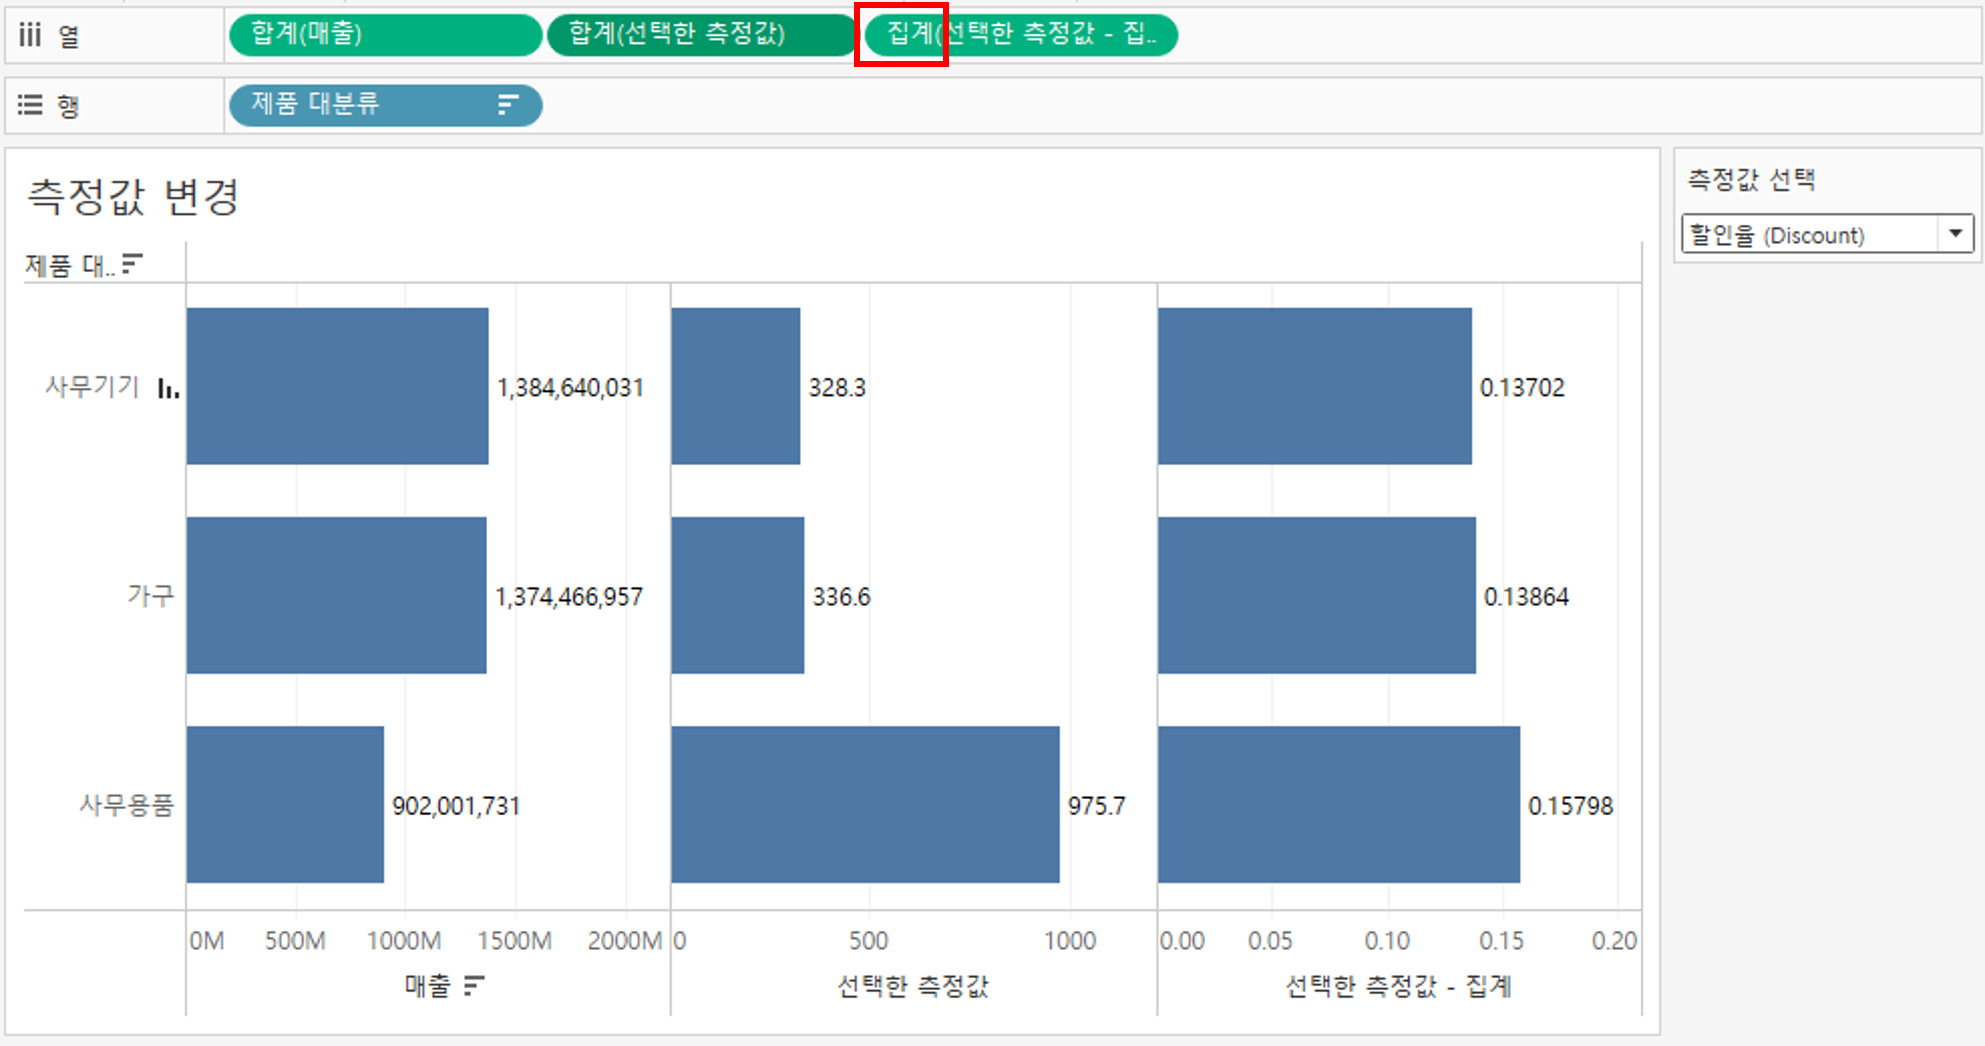 열 합계(매출) 합계(선택한 측정값) 집계(선택한 측정값 - 집..
행 제품 대분류
측정값 변경
측정값 선택
할인율 (Discount)
제품 대..
사무기기 1,384,640,031 328.3 0.13702
가구 1,374,466,957 336.6 0.13864
사무용품 902,001,731 975.7 0.15798
0M 500M 1000M 1500M 2000M 0 500 1000 0.00 0.05 0.10 0.15 0.20
매출 선택한 측정값 선택한 측정값 - 집계